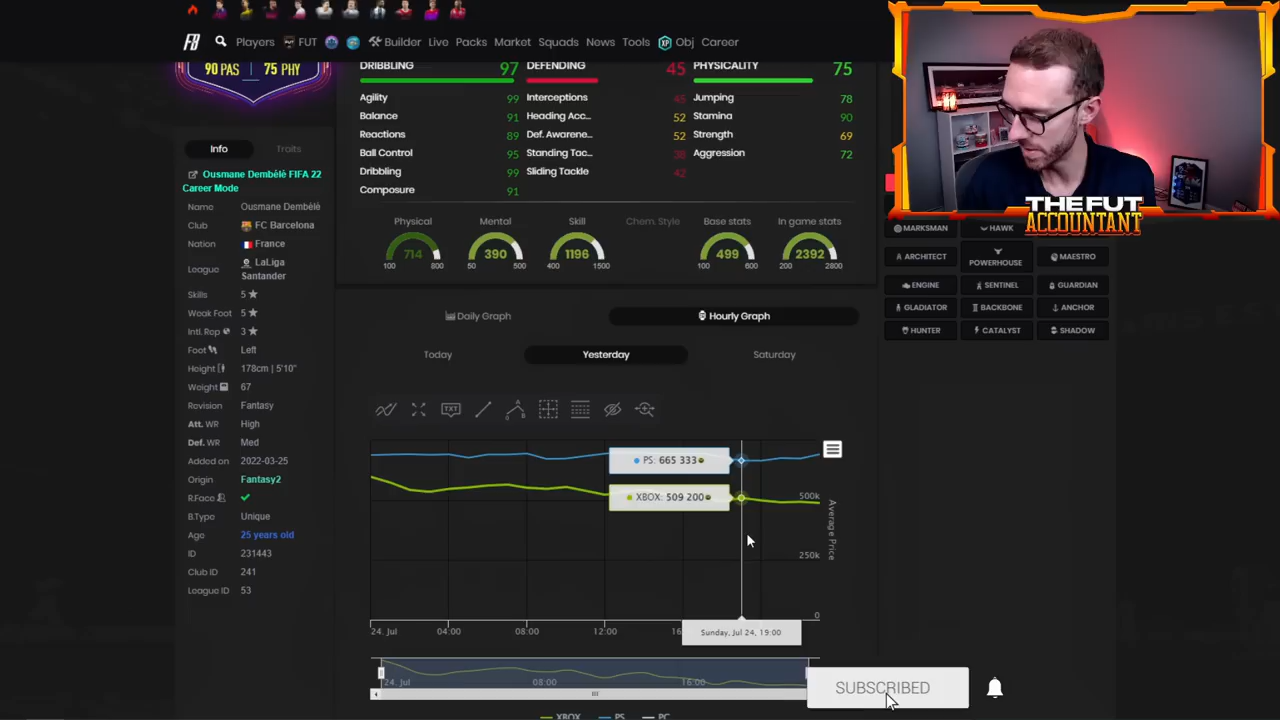 Players FUT Builder Live Packs Market Squads News Tools XP Obj Career
90 PAS 75 PHY
DRIBBLING 97 DEFENDING 45 PHYSICALITY 75
Agility 99 Interceptions 45 Jumping 78
Balance 91 Heading Acc... 52 Stamina 90
Reactions 89 Def. Awarene... 52 Strength 69
Ball Control 95 Standing Tac... 38 Aggression 72
Dribbling 99 Sliding Tackle 42
Composure 91
Info Traits
Ousmane Dembélé FIFA 22
Career Mode
Name Ousmane Dembélé
Club FC Barcelona
Nation France
League LaLiga
Santander
Skills 5
Weak Foot 5
Intl. Rep 3
Foot Left
Height 178cm | 5'10"
Weight 67
Revision Fantasy
Att. WR High
Def. WR Med
Added on 2022-03-25
Origin Fantasy2
R.Face
B.Type Unique
Age 25 years old
ID 231443
Club ID 241
League ID 53
Physical Mental Skill Chem. Style Base stats In game stats
714 390 1196 499 2392
100 800 50 500 400 1500 100 600 200 2800
Daily Graph Hourly Graph
Today Yesterday Saturday
TXT
PS: 665 333
XBOX: 509 200
500k
250k
0
Average Price
24. Jul 04:00 08:00 12:00 16
Sunday, Jul 24, 19:00
24. Jul 08:00 16:00
XBOX PS PC
THE FUT
ACCOUNTANT
MARKSMAN HAWK
ARCHITECT POWERHOUSE MAESTRO
ENGINE SENTINEL GUARDIAN
GLADIATOR BACKBONE ANCHOR
HUNTER CATALYST SHADOW
SUBSCRIBED